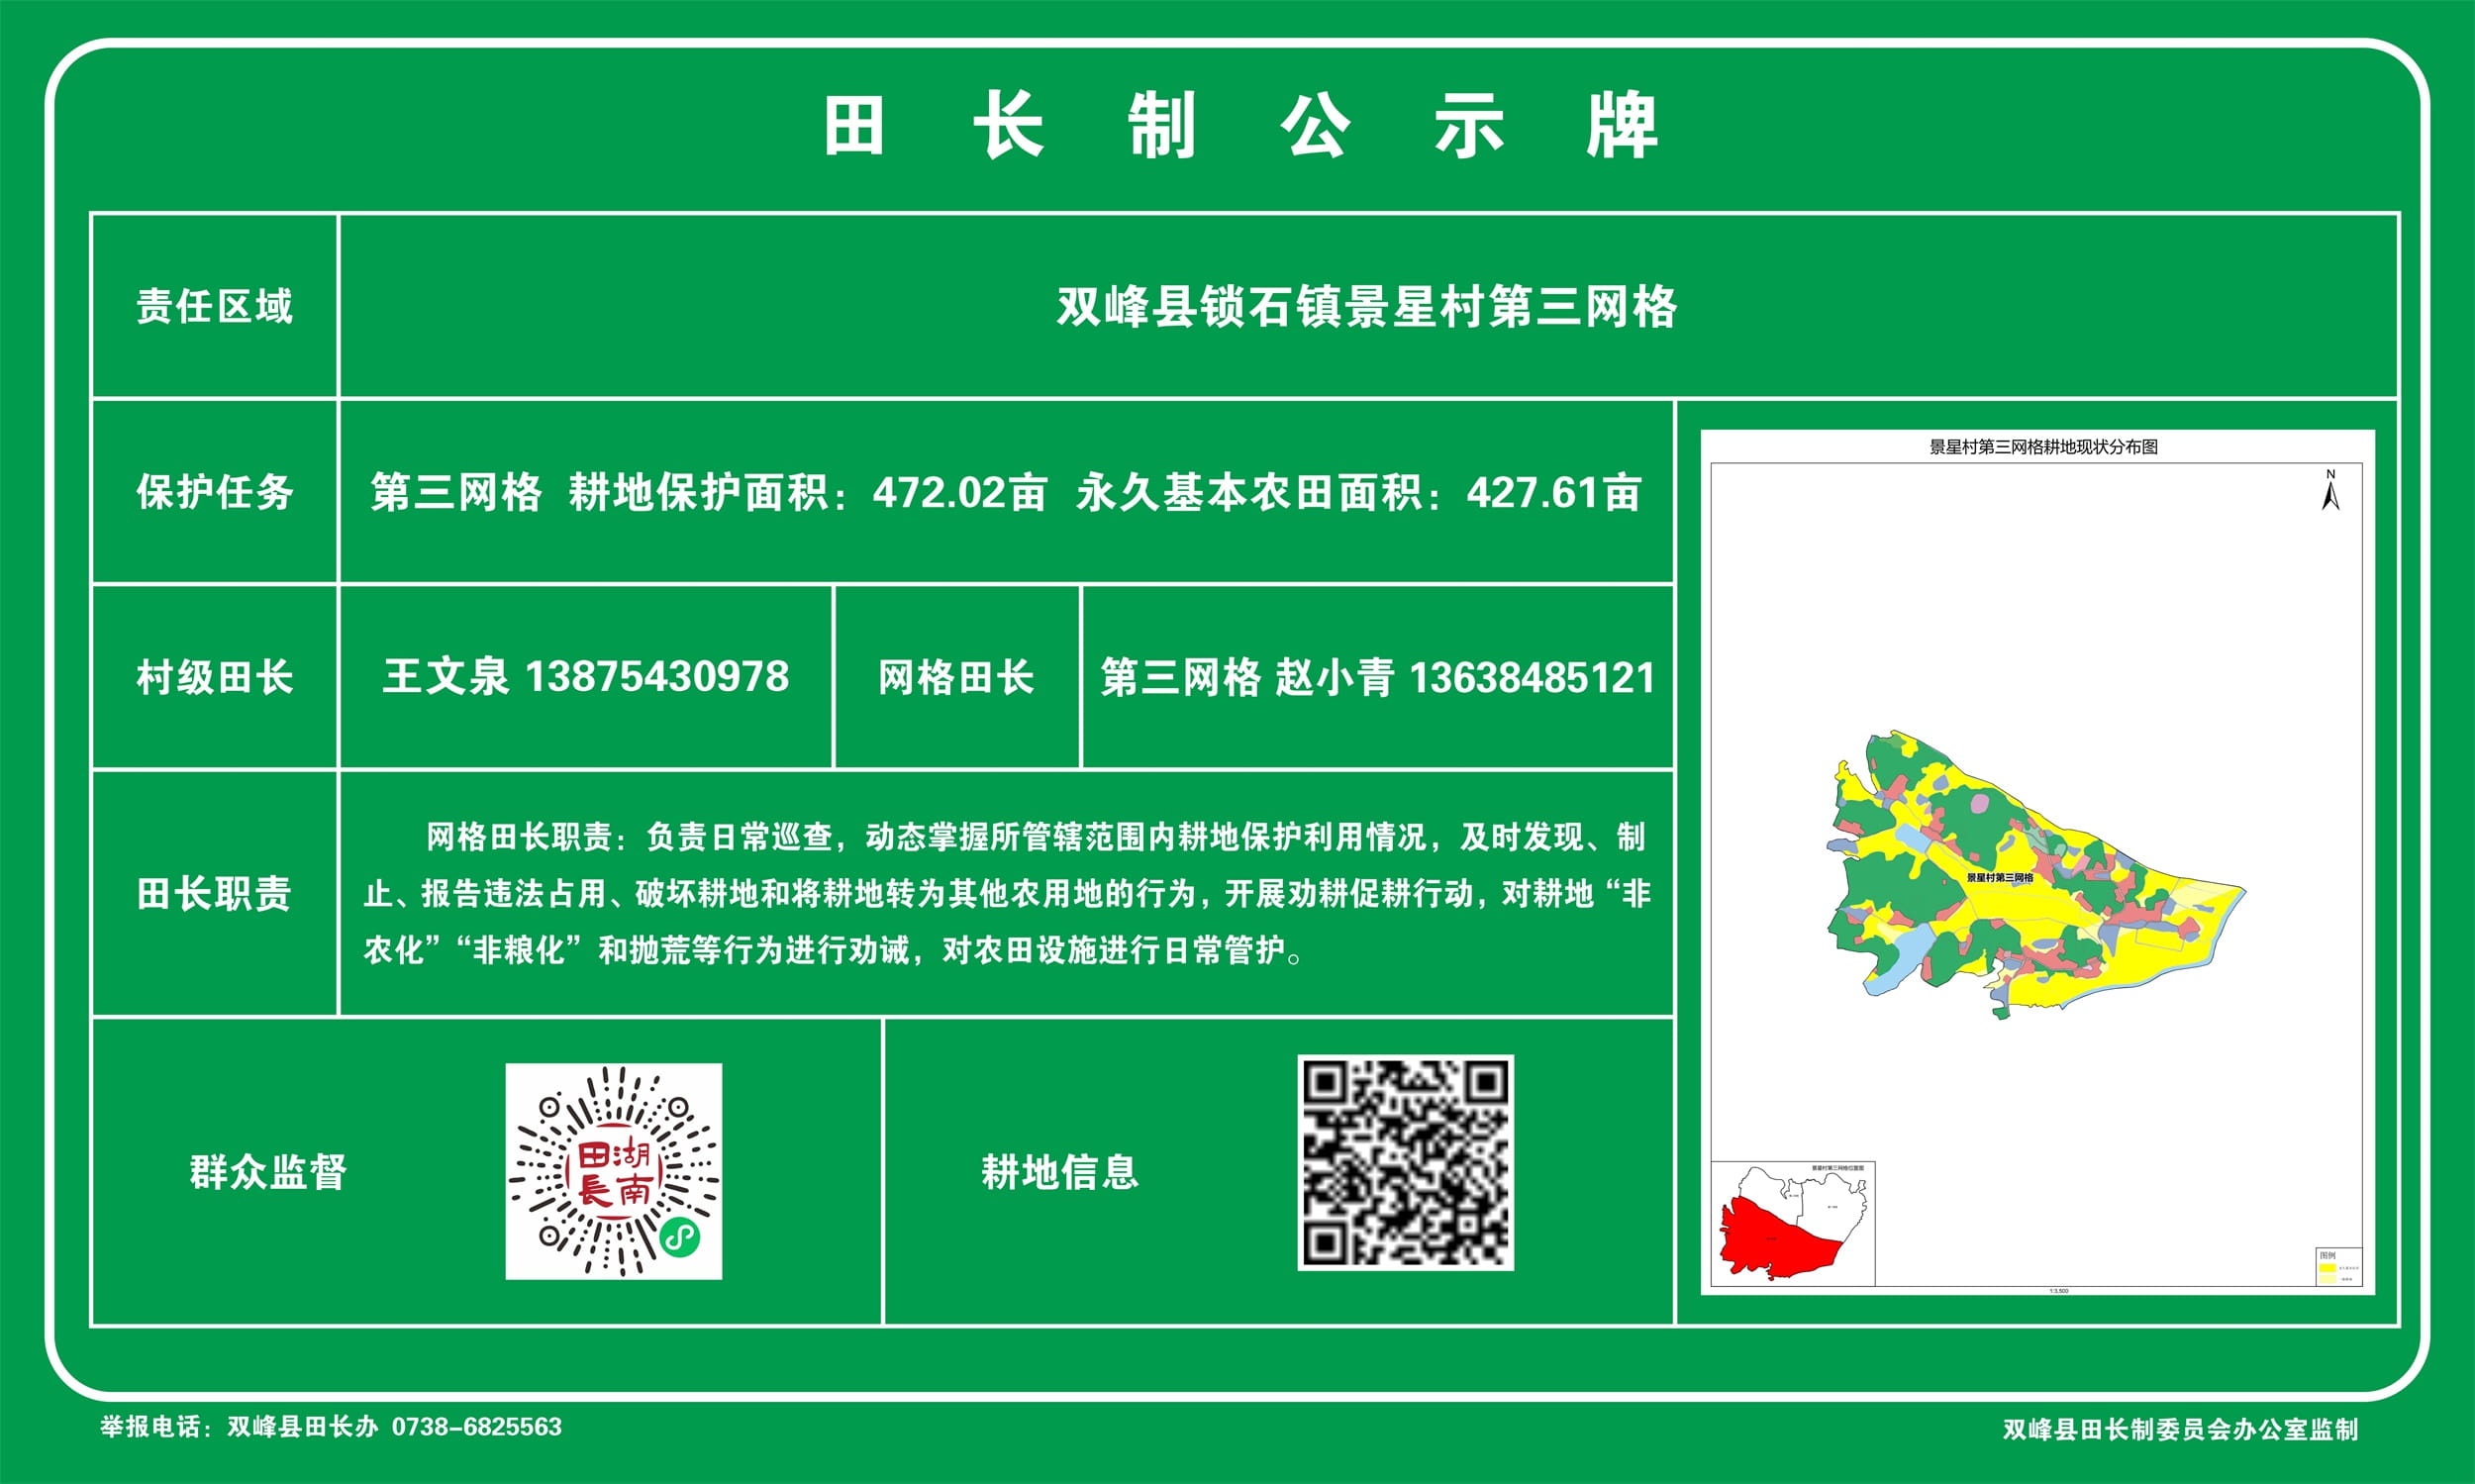 田长制公示牌
责任区域
双峰县锁石镇景星村第三网格
保护任务
第三网格 耕地保护面积：472.02亩 永久基本农田面积：427.61亩
村级田长
王文泉 13875430978
网格田长
第三网格 赵小青 13638485121
田长职责
网格田长职责：负责日常巡查，动态掌握所管辖范围内耕地保护利用情况，及时发现、制
止、报告违法占用、破坏耕地和将耕地转为其他农用地的行为，开展劝耕促耕行动，对耕地“非
农化”“非粮化”和抛荒等行为进行劝诫，对农田设施进行日常管护。
群众监督
湖南田長
耕地信息
景星村第三网格耕地现状分布图
N
景星村第三网格
景星村第三网格位置图
图例
1:3,500
举报电话：双峰县田长办 0738-6825563
双峰县田长制委员会办公室监制